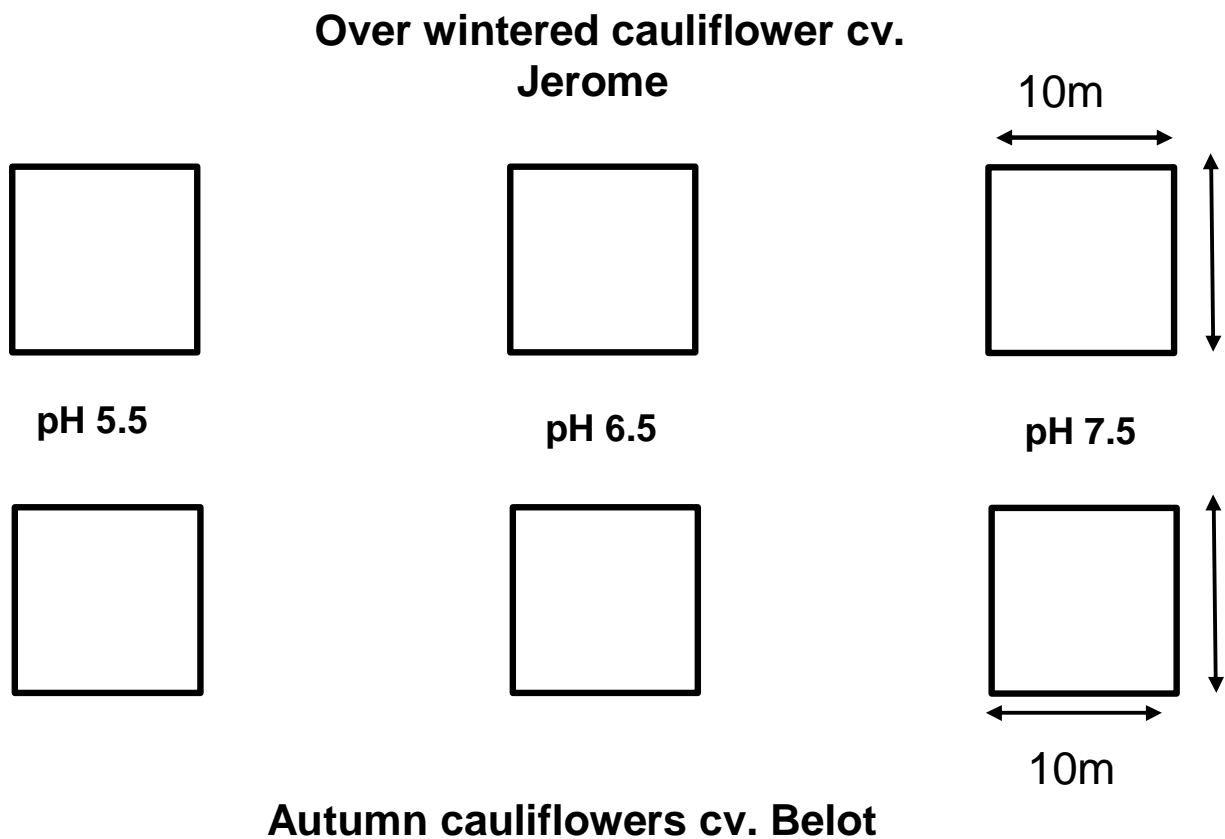 Over wintered cauliflower cv.
Jerome
10m
pH 5.5
pH 6.5
pH 7.5
10m
Autumn cauliflowers cv. Belot